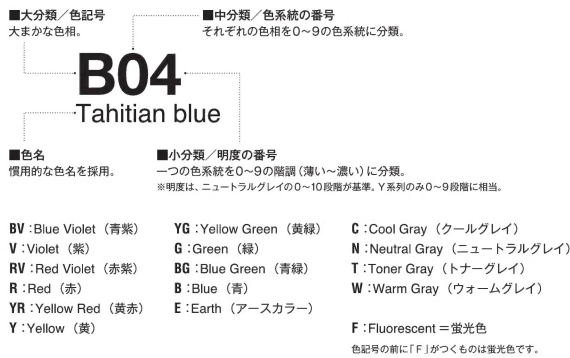 ■大分類／色記号
大まかな色相。
■中分類／色系統の番号
それぞれの色相を0〜9の色系統に分類。
B04
Tahitian blue
■色名
慣用的な色名を採用。
■小分類／明度の番号
一つの色系統を0〜9の階調（薄い〜濃い）に分類。
※明度は、ニュートラルグレイの0〜10段階が基準。Y系列のみ0〜9段階に相当。
BV：Blue Violet（青紫）
V：Violet（紫）
RV：Red Violet（赤紫）
R：Red（赤）
YR：Yellow Red（黄赤）
Y：Yellow（黄）
YG：Yellow Green（黄緑）
G：Green（緑）
BG：Blue Green（青緑）
B：Blue（青）
E：Earth（アースカラー）
C：Cool Gray（クールグレイ）
N：Neutral Gray（ニュートラルグレイ）
T：Toner Gray（トナーグレイ）
W：Warm Gray（ウォームグレイ）
F：Fluorescent＝蛍光色
色記号の前に「F」がつくものは蛍光色です。